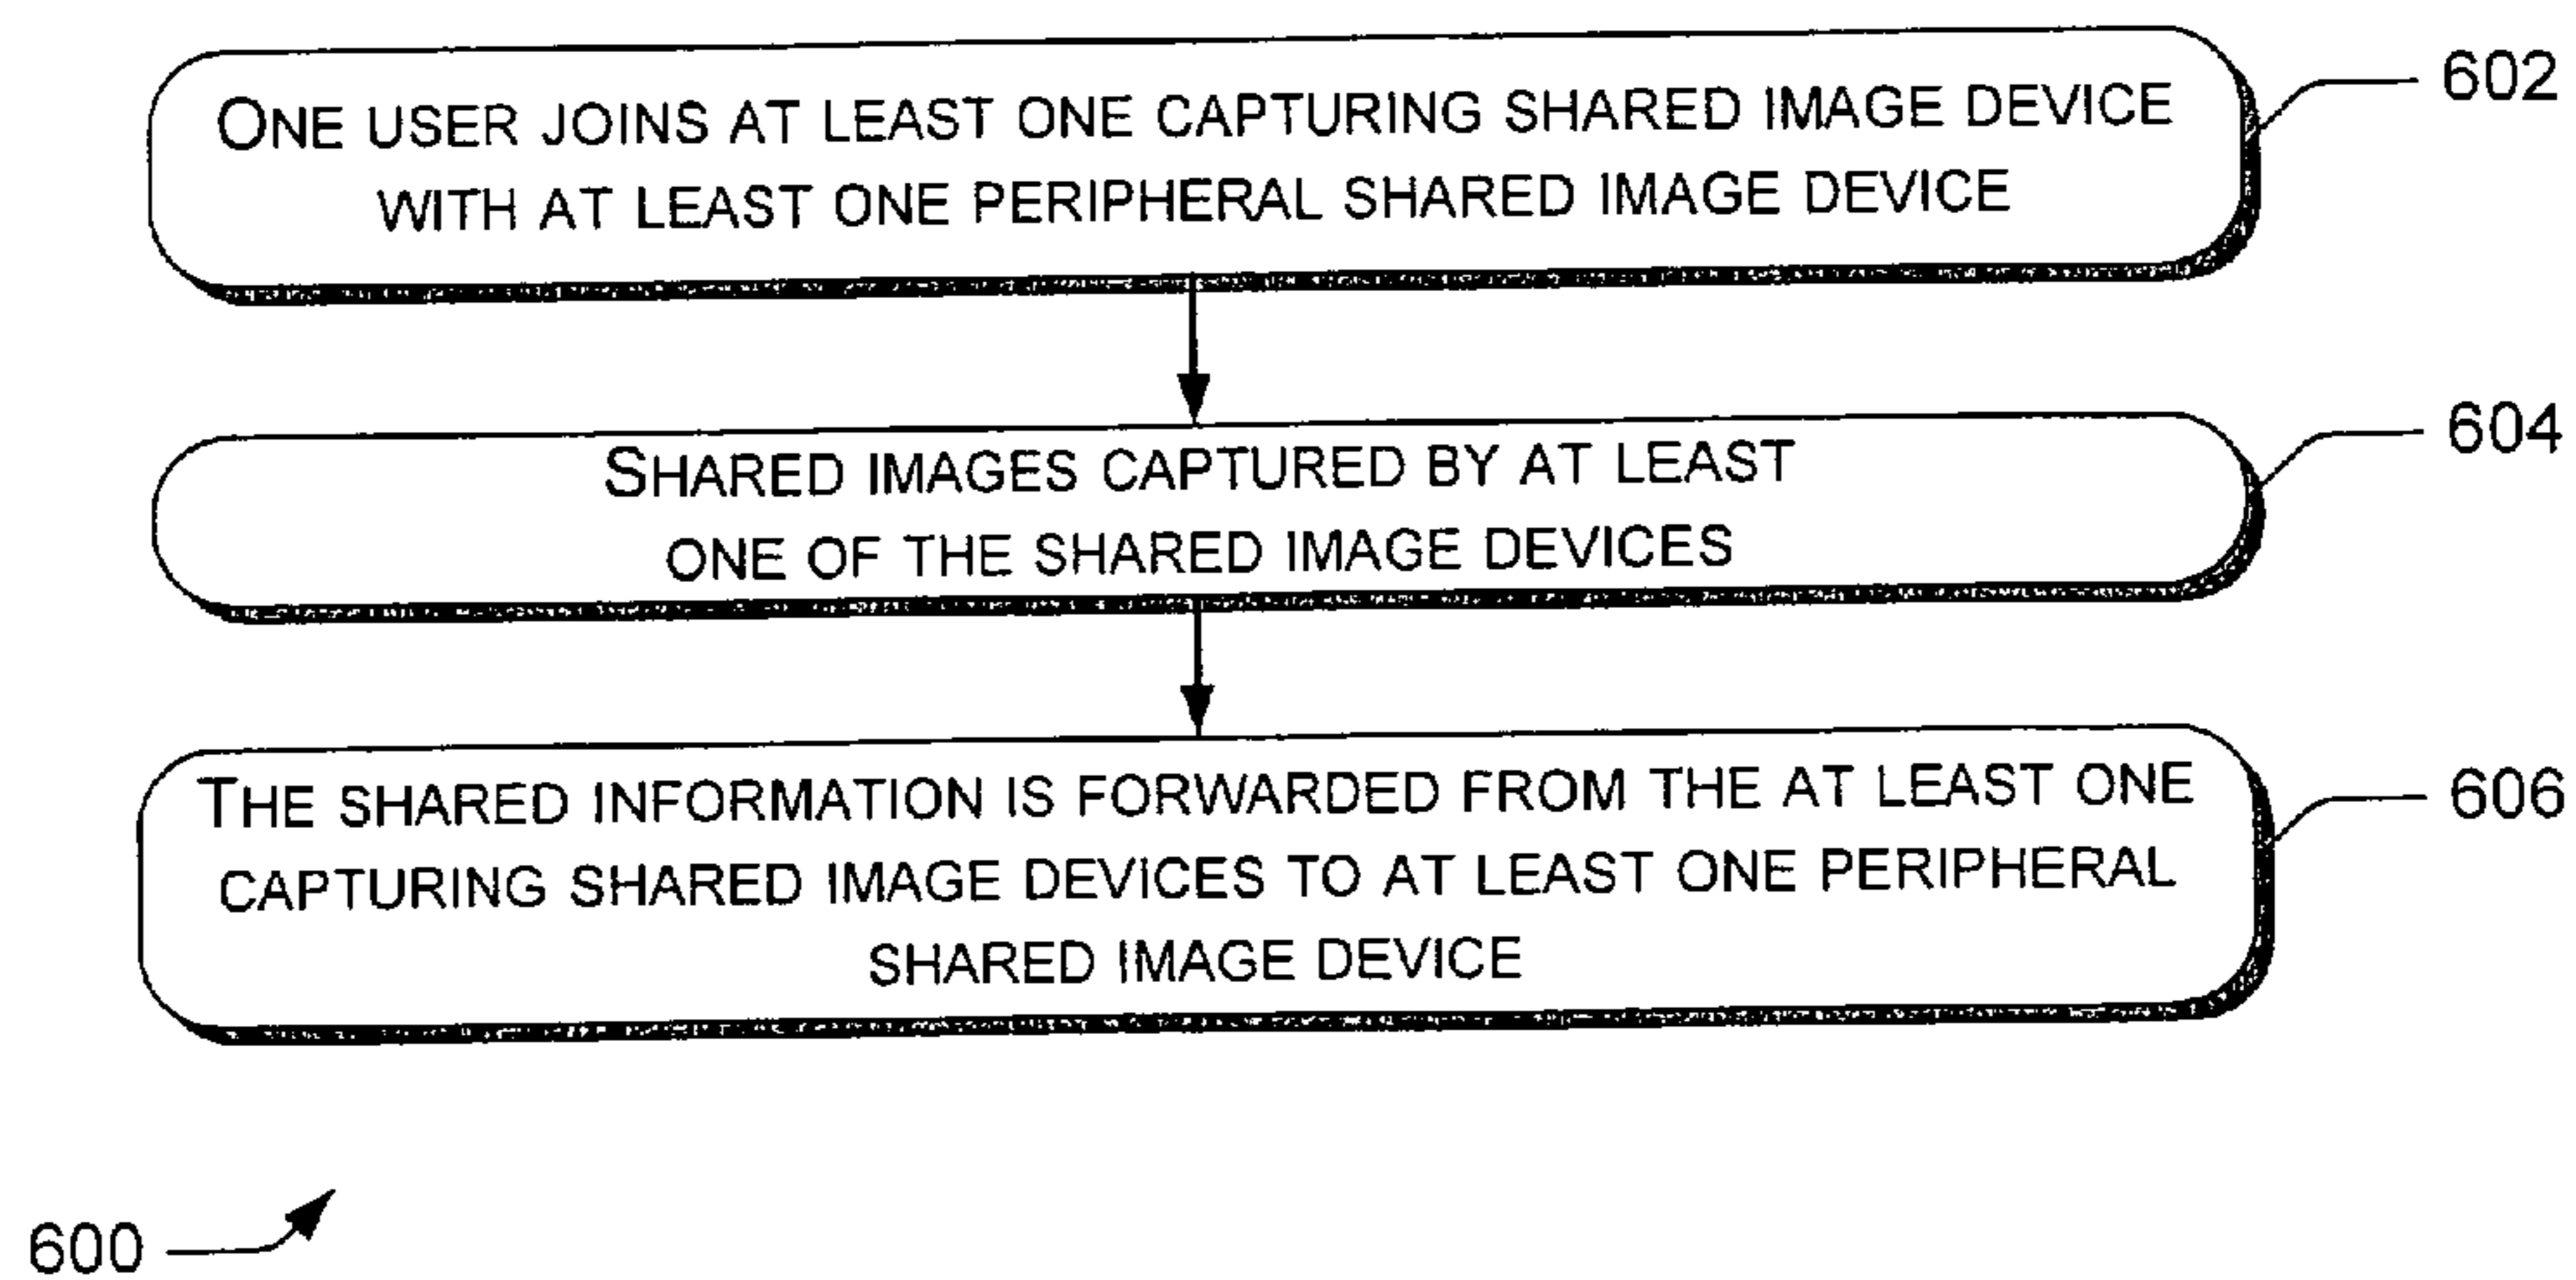 ONE USER JOINS AT LEAST ONE CAPTURING SHARED IMAGE DEVICE
WITH AT LEAST ONE PERIPHERAL SHARED IMAGE DEVICE
602
SHARED IMAGES CAPTURED BY AT LEAST
ONE OF THE SHARED IMAGE DEVICES
604
THE SHARED INFORMATION IS FORWARDED FROM THE AT LEAST ONE
CAPTURING SHARED IMAGE DEVICES TO AT LEAST ONE PERIPHERAL
SHARED IMAGE DEVICE
606
600